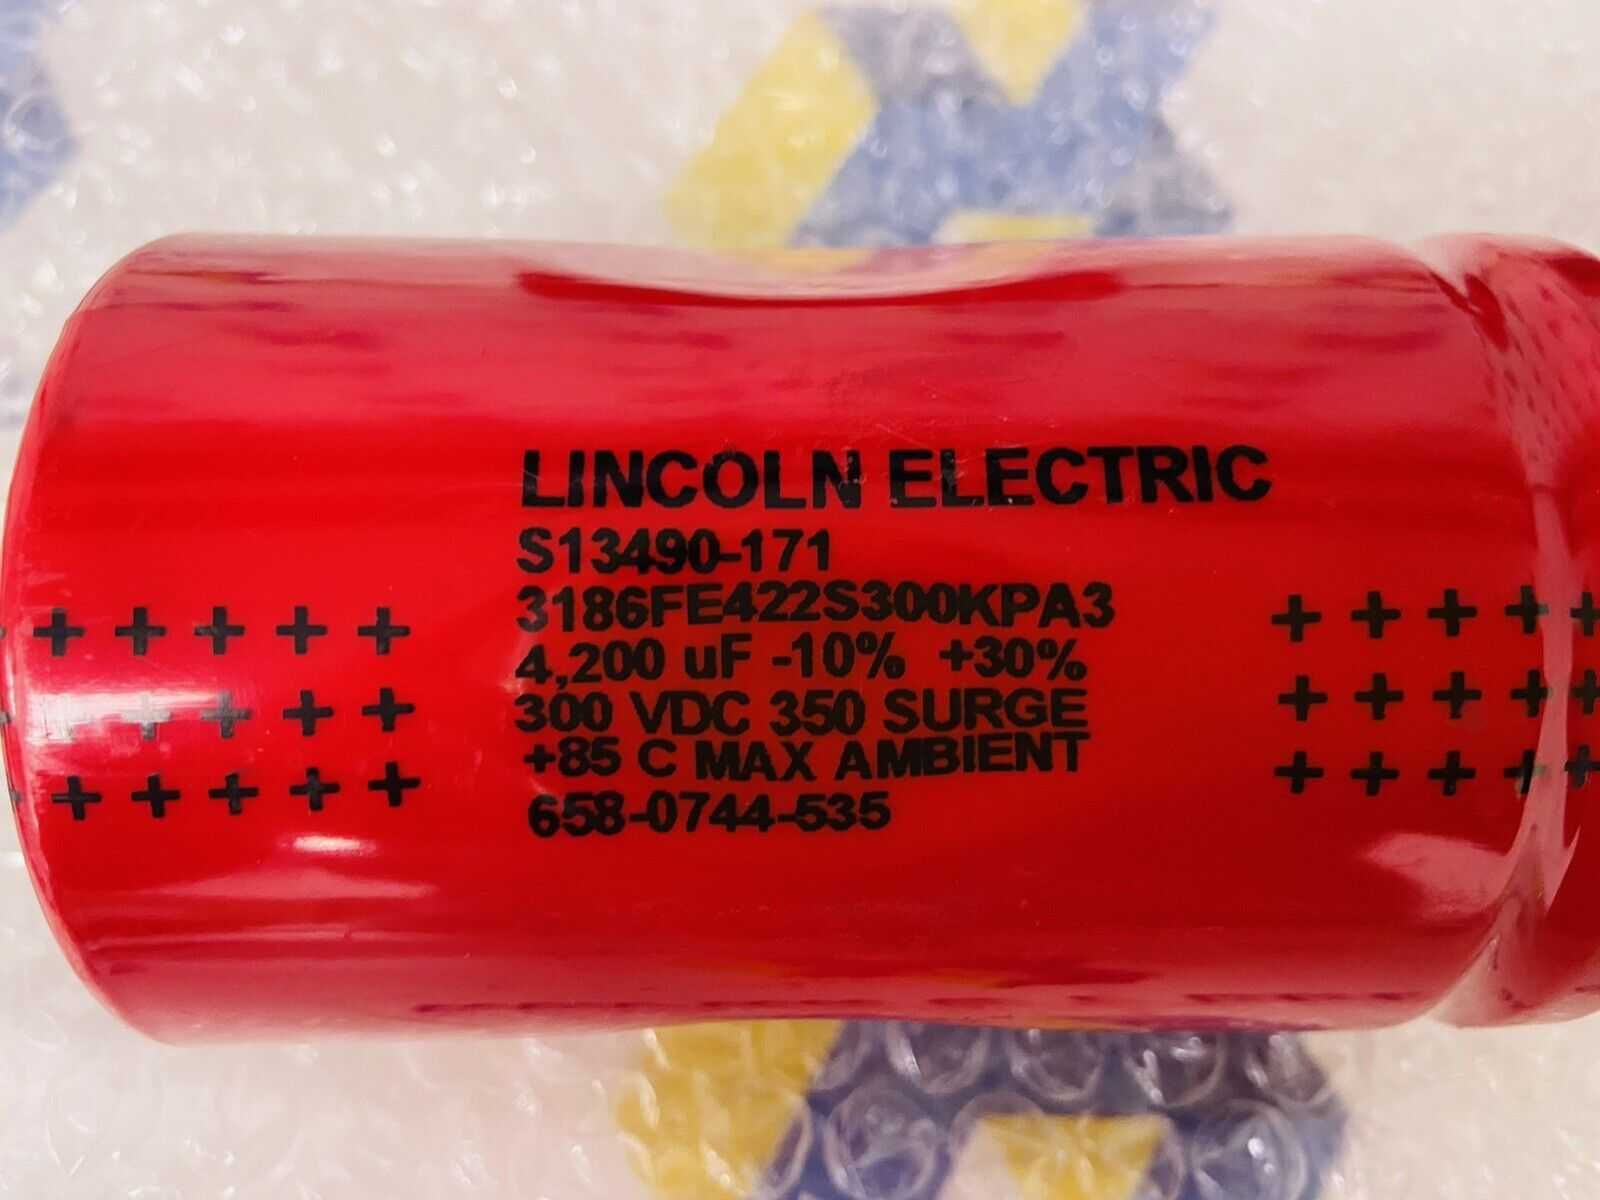 LINCOLN ELECTRIC
S13490-171
3186FE422S300KPA3
4,200 uF -10% +30%
300 VDC 350 SURGE
+85 C MAX AMBIENT
658-0744-535
+ + + + + + + + + +
+ + + + + + + + + +
+ + + + + + + + + +